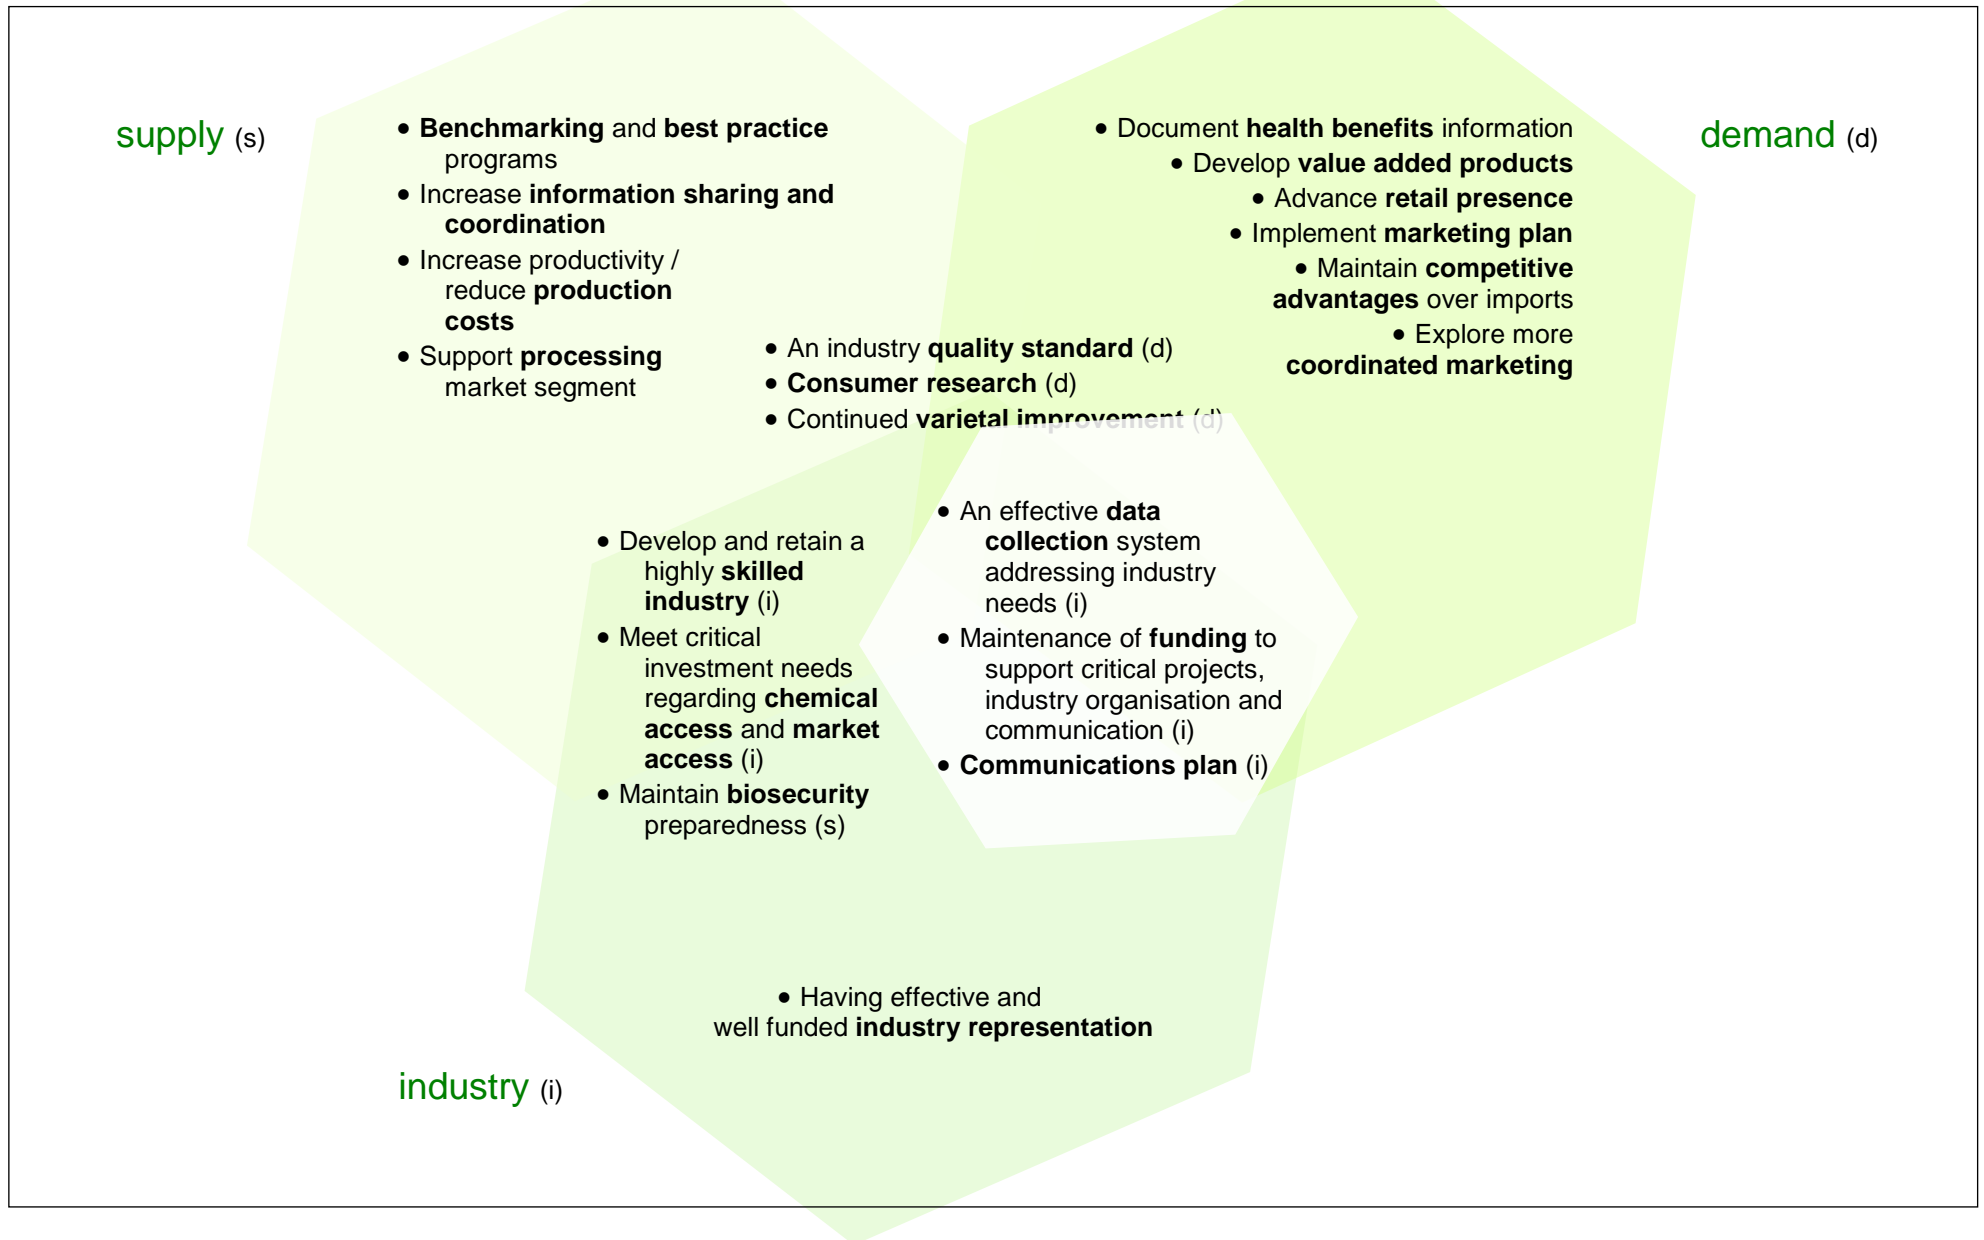 supply (s)
• Benchmarking and best practice
programs
• Increase information sharing and
coordination
• Increase productivity /
reduce production
costs
• Support processing
market segment
• Document health benefits information
• Develop value added products
• Advance retail presence
• Implement marketing plan
• Maintain competitive
advantages over imports
• Explore more
coordinated marketing
demand (d)
• An industry quality standard (d)
• Consumer research (d)
• Continued varietal improvement (d)
• Develop and retain a
highly skilled
industry (i)
• Meet critical
investment needs
regarding chemical
access and market
access (i)
• Maintain biosecurity
preparedness (s)
• An effective data
collection system
addressing industry
needs (i)
• Maintenance of funding to
support critical projects,
industry organisation and
communication (i)
• Communications plan (i)
• Having effective and
well funded industry representation
industry (i)